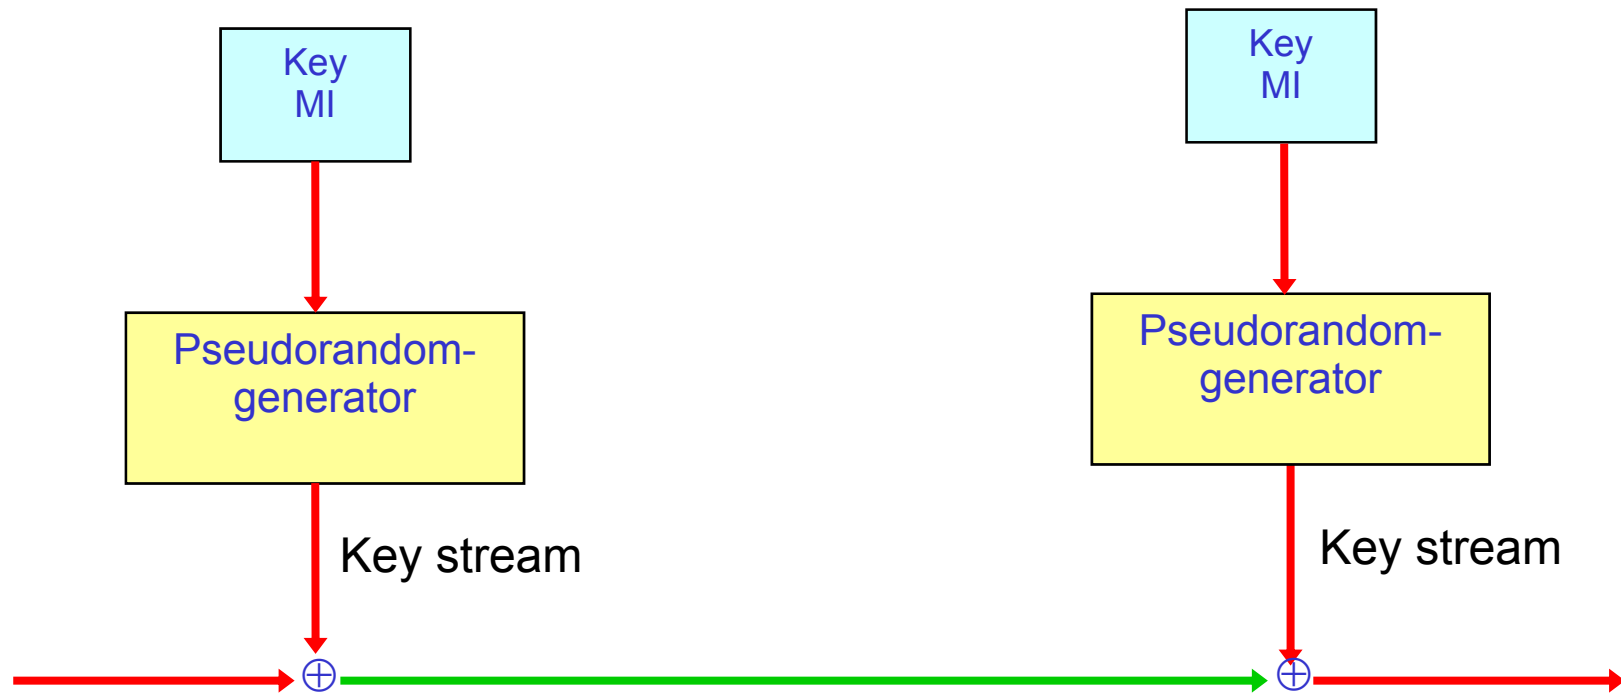 Key
MI
Key
MI
Pseudorandom-
generator
Pseudorandom-
generator
Key stream
Key stream